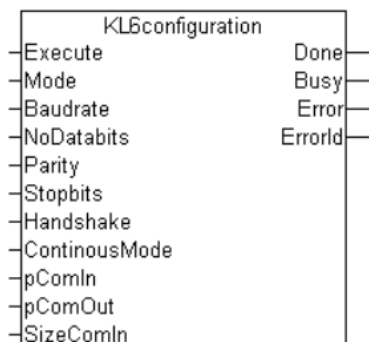 KL6configuration
Execute Done
Mode Busy
Baudrate Error
NoDatabits ErrorId
Parity
Stopbits
Handshake
ContinousMode
pComIn
pComOut
SizeComIn